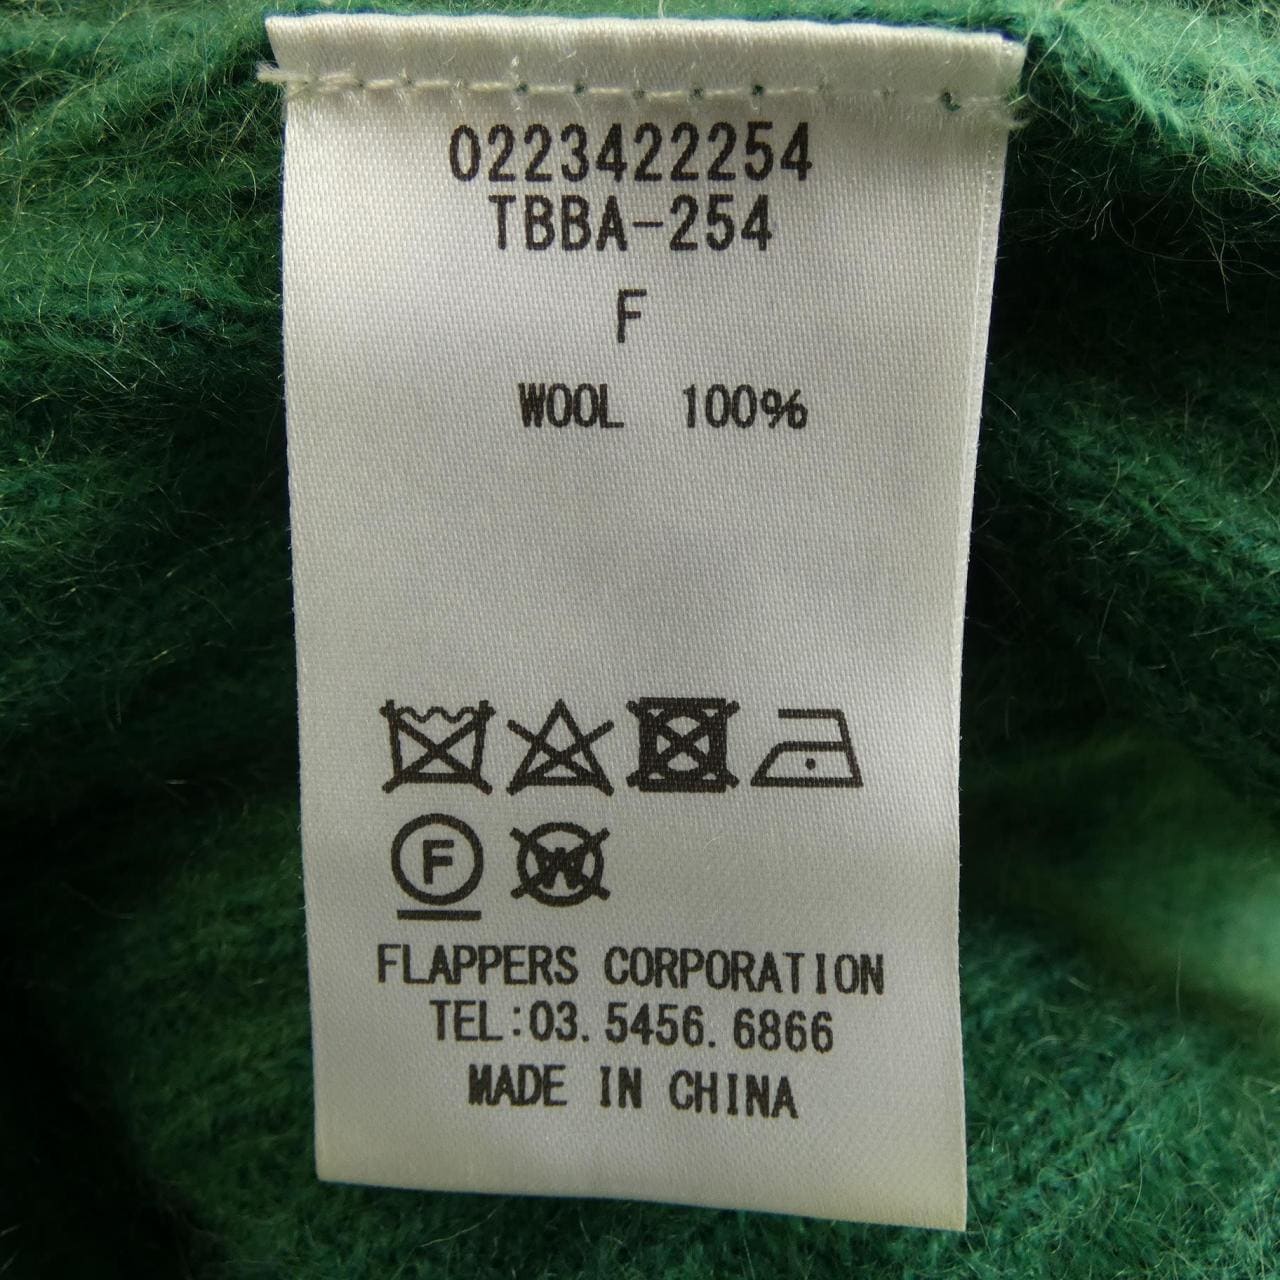 0223422254
TBBA-254
F
WOOL 100%
F W
FLAPPERS CORPORATION
TEL:03.5456.6866
MADE IN CHINA